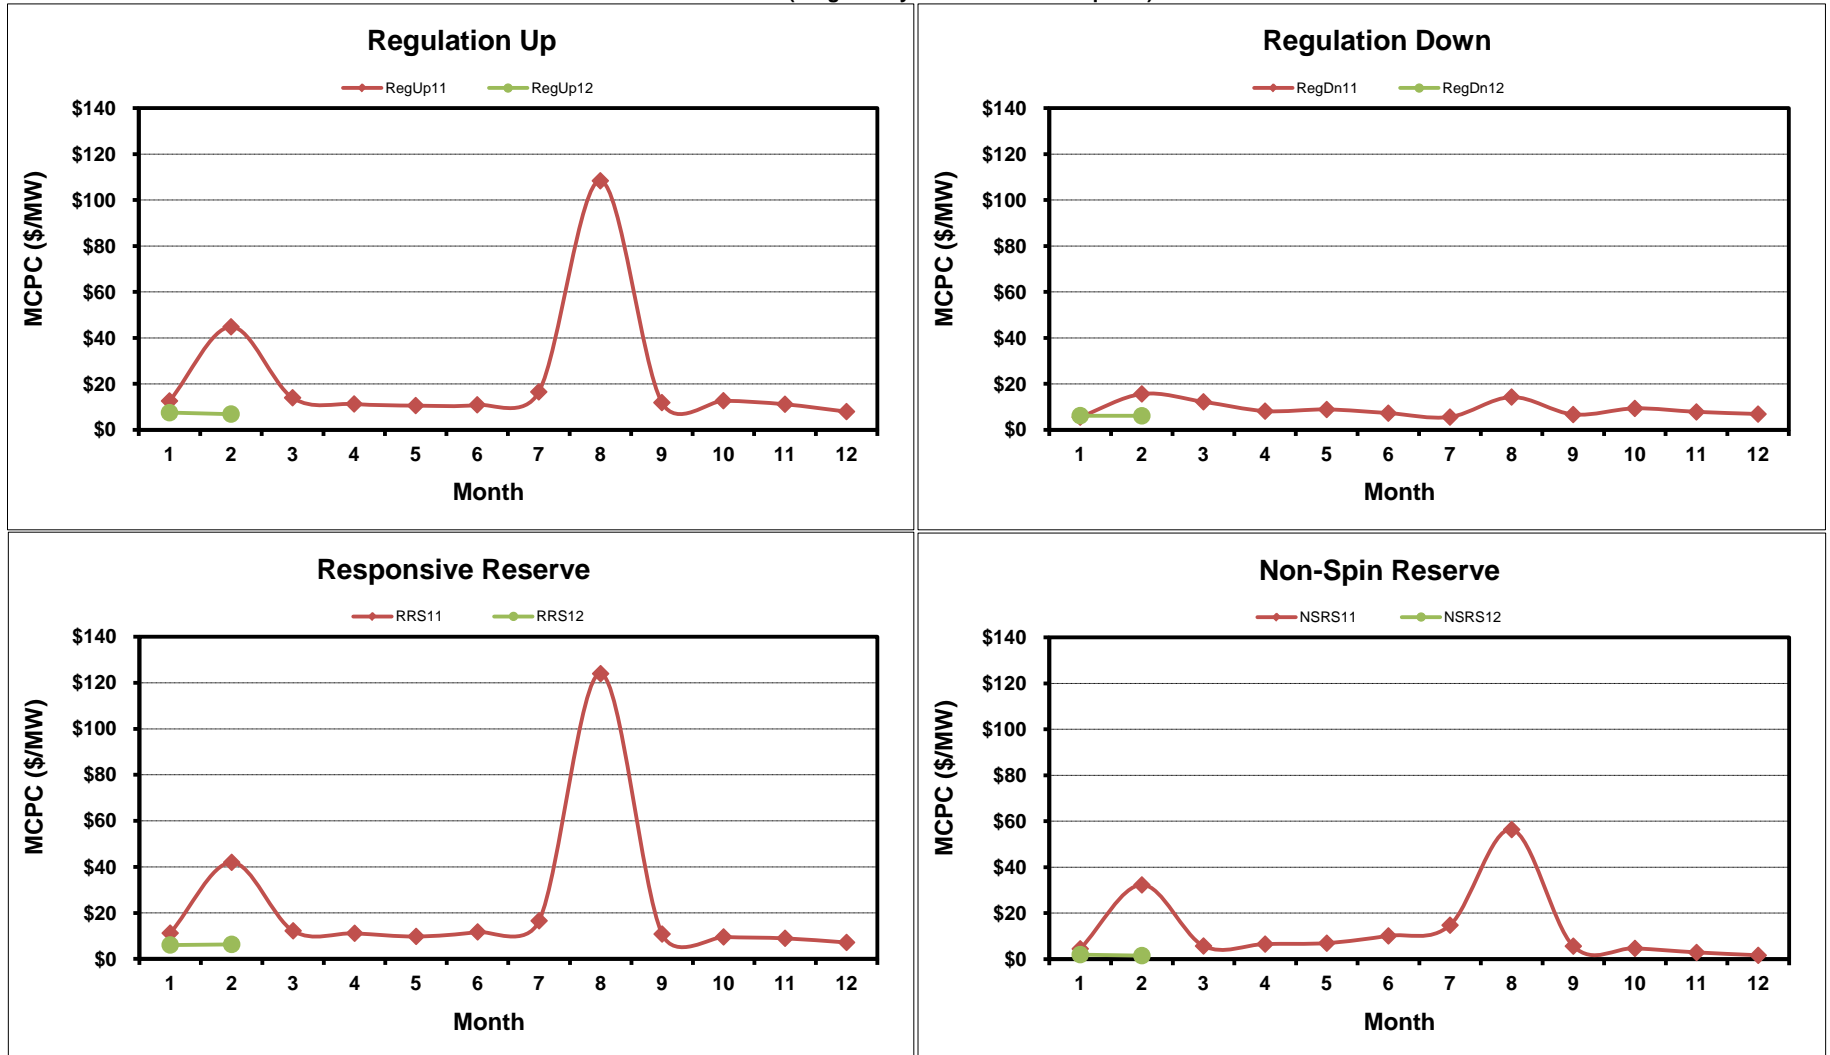 Regulation Up
RegUp11 RegUp12
$140
$120
$100
$80
$60
$40
$20
$0
MCPC ($/MW)
1 2 3 4 5 6 7 8 9 10 11 12
Month
Regulation Down
RegDn11 RegDn12
$140
$120
$100
$80
$60
$40
$20
$0
MCPC ($/MW)
1 2 3 4 5 6 7 8 9 10 11 12
Month
Responsive Reserve
RRS11 RRS12
$140
$120
$100
$80
$60
$40
$20
$0
MCPC ($/MW)
1 2 3 4 5 6 7 8 9 10 11 12
Month
Non-Spin Reserve
NSRS11 NSRS12
$140
$120
$100
$80
$60
$40
$20
$0
MCPC ($/MW)
1 2 3 4 5 6 7 8 9 10 11 12
Month